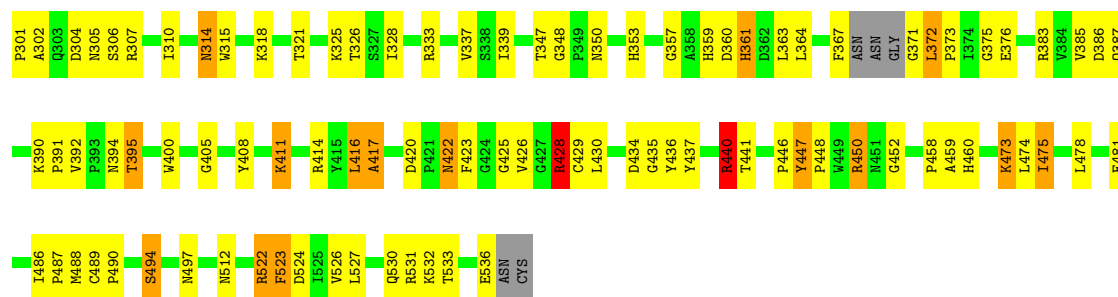 P301 A302 Q303 D304 N305 S306 R307 I310 N314 W315 K318 T321 K325 T326 S327 I328 R333 V337 S338 I339 T347 G348 P349 N350 H353 G357 A358 H359 D360 H361 D362 L363 L364 F367 ASN ASN GLY G371 L372 P373 I374 G375 E376 R383 V384 V385 D386 Q387
K390 P391 V392 P393 N394 T395 W400 G405 Y408 K411 R414 Y415 L416 A417 D420 P421 N422 F423 G424 G425 V426 G427 R428 C429 L430 D434 G435 Y436 Y437 R440 T441 P446 Y447 P448 W449 R450 N451 G452 P458 A459 H460 K473 L474 I475 L478 E481
I486 P487 M488 C489 P490 S494 N497 N512 R522 F523 D524 I525 V526 L527 Q530 R531 K532 T533 E536 ASN CYS